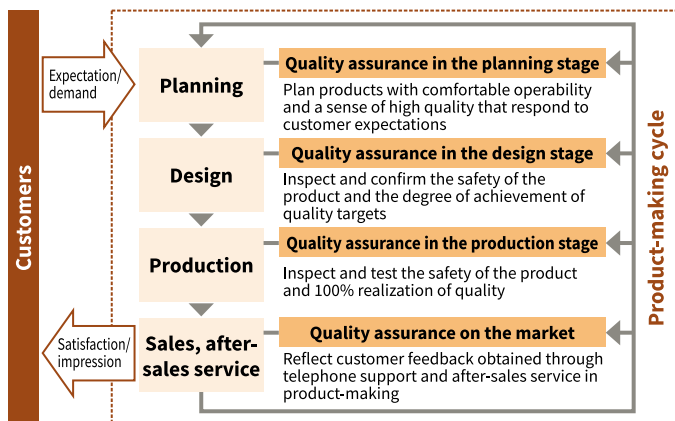 Customers
Expectation/
demand
Planning
Quality assurance in the planning stage
Plan products with comfortable operability
and a sense of high quality that respond to
customer expectations
Design
Quality assurance in the design stage
Inspect and confirm the safety of the
product and the degree of achievement of
quality targets
Production
Quality assurance in the production stage
Inspect and test the safety of the product
and 100% realization of quality
Satisfaction/
impression
Sales, after-
sales service
Quality assurance on the market
Reflect customer feedback obtained through
telephone support and after-sales service in
product-making
Product-making cycle